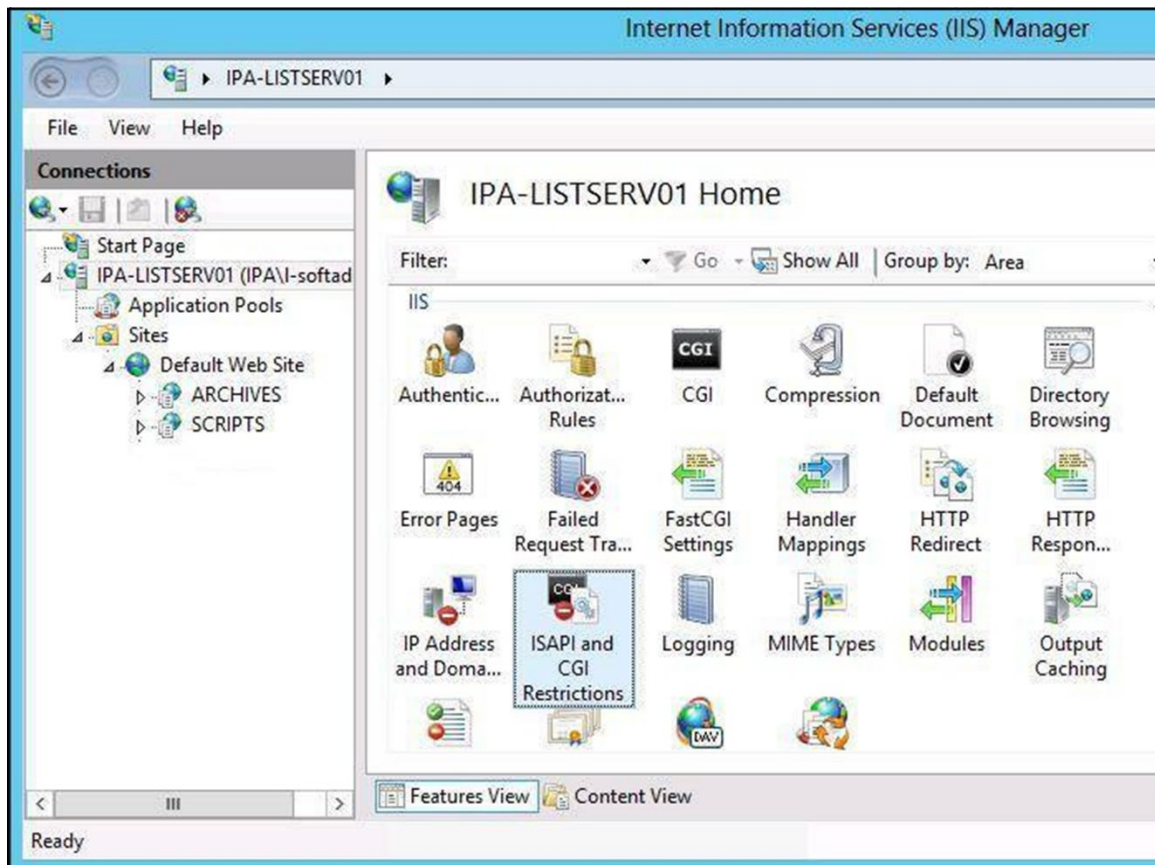 Internet Information Services (IIS) Manager
IPA-LISTSERV01
File View Help
Connections
Start Page
IPA-LISTSERV01 (IPA\I-softad
Application Pools
Sites
Default Web Site
ARCHIVES
SCRIPTS
IPA-LISTSERV01 Home
Filter: Go Show All Group by: Area
IIS
Authentic... Authorizat... CGI Compression Default Directory
Rules Document Browsing
CGI
404
Error Pages Failed FastCGI Handler HTTP HTTP
Request Tra... Settings Mappings Redirect Respon...
CGI
IP Address ISAPI and Logging MIME Types Modules Output
and Doma... CGI Caching
Restrictions
DAV
Features View Content View
Ready